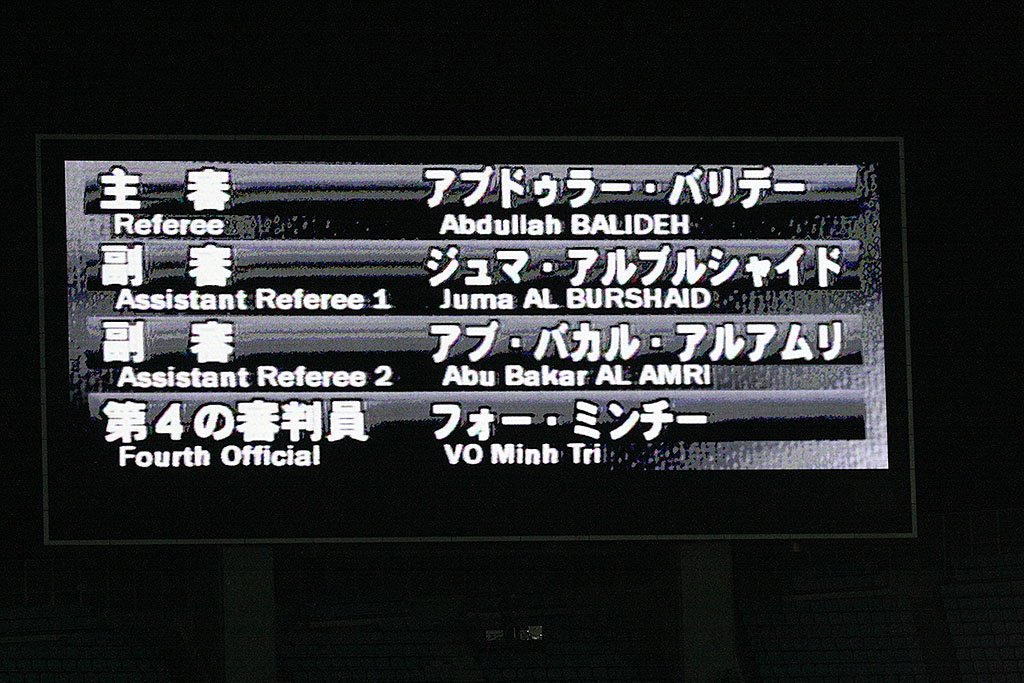 主 審 アブドゥラー・バリデー
Referee Abdullah BALIDEH
副 審 ジュマ・アルブルシャイド
Assistant Referee 1 Juma AL BURSHAID
副 審 アブ・バカル・アルアムリ
Assistant Referee 2 Abu Bakar AL AMRI
第4の審判員 フォー・ミンチー
Fourth Official VO Minh Tri